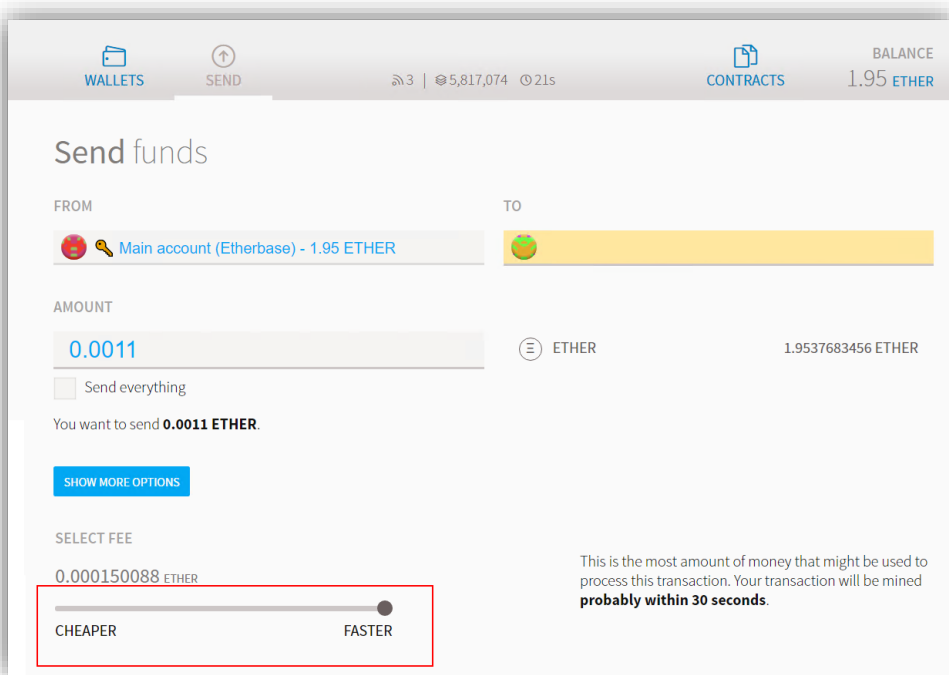 WALLETS
SEND
3 | 5,817,074 21s
CONTRACTS
BALANCE
1.95 ETHER
Send funds
FROM
Main account (Etherbase) - 1.95 ETHER
TO
AMOUNT
0.0011
Ξ ETHER 1.9537683456 ETHER
Send everything
You want to send 0.0011 ETHER.
SHOW MORE OPTIONS
SELECT FEE
0.000150088 ETHER
CHEAPER FASTER
This is the most amount of money that might be used to
process this transaction. Your transaction will be mined
probably within 30 seconds.